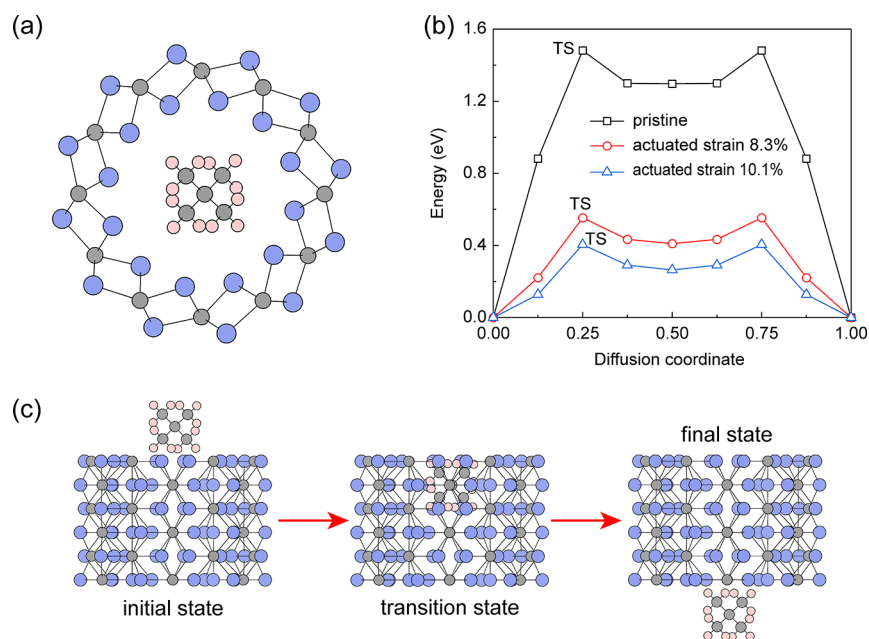 (a)
(b)
1.6
1.2
0.8
0.4
0.0
Energy (eV)
TS
TS
TS
pristine
actuated strain 8.3%
actuated strain 10.1%
0.00
0.25
0.50
0.75
1.00
Diffusion coordinate
(c)
initial state
transition state
final state